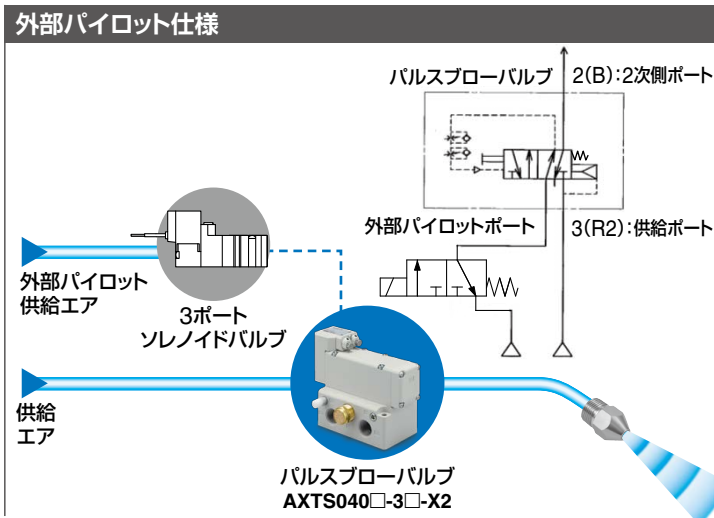 外部パイロット仕様
パルスブローバルブ
2(B):2次側ポート
外部パイロットポート
3(R2):供給ポート
外部パイロット
供給エア
3ポート
ソレノイドバルブ
供給
エア
パルスブローバルブ
AXTS040□-3□-X2